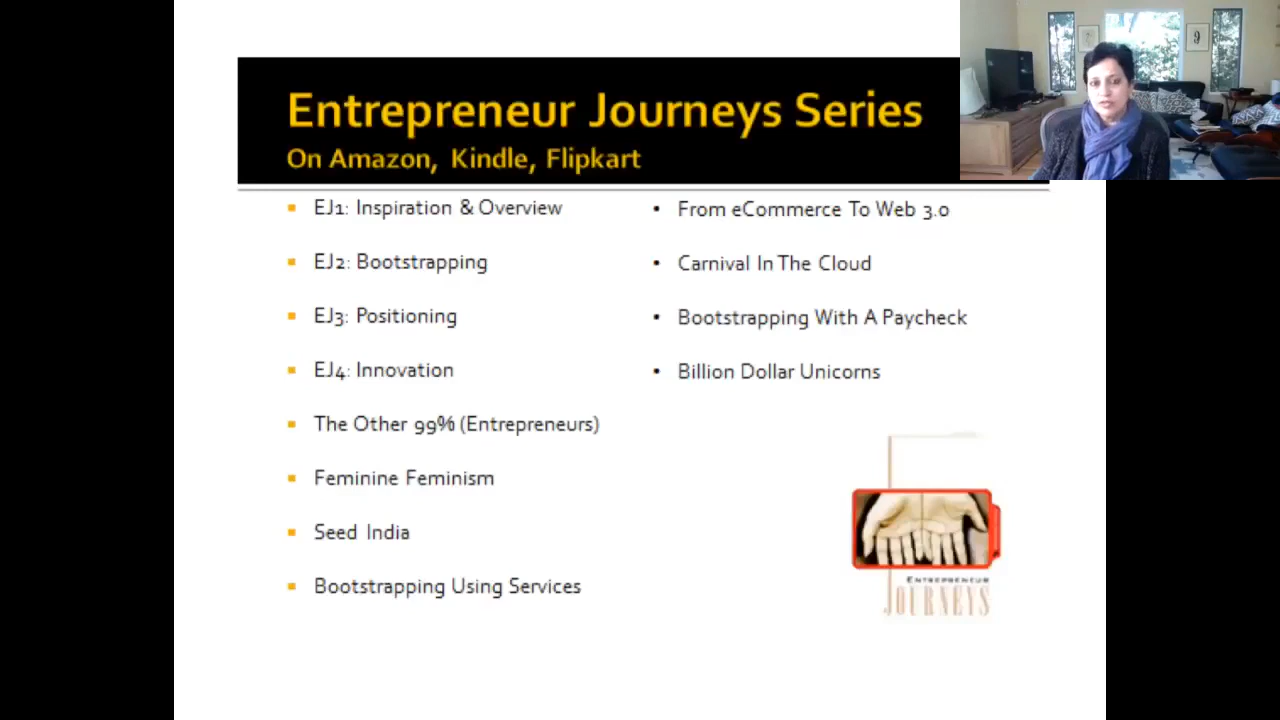 Entrepreneur Journeys Series
On Amazon, Kindle, Flipkart
EJ1: Inspiration & Overview
EJ2: Bootstrapping
EJ3: Positioning
EJ4: Innovation
The Other 99% (Entrepreneurs)
Feminine Feminism
Seed India
Bootstrapping Using Services
From eCommerce To Web 3.0
Carnival In The Cloud
Bootstrapping With A Paycheck
Billion Dollar Unicorns
ENTREPRENEUR
JOURNEYS
9